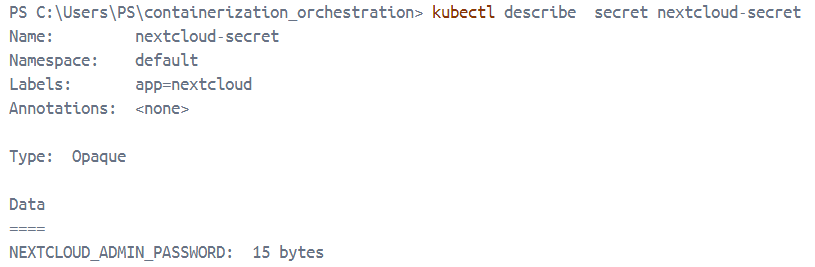 PS C:\Users\PS\containerization_orchestration> kubectl describe  secret nextcloud-secret
Name:         nextcloud-secret
Namespace:    default
Labels:       app=nextcloud
Annotations:  <none>

Type:  Opaque

Data
====
NEXTCLOUD_ADMIN_PASSWORD:  15 bytes